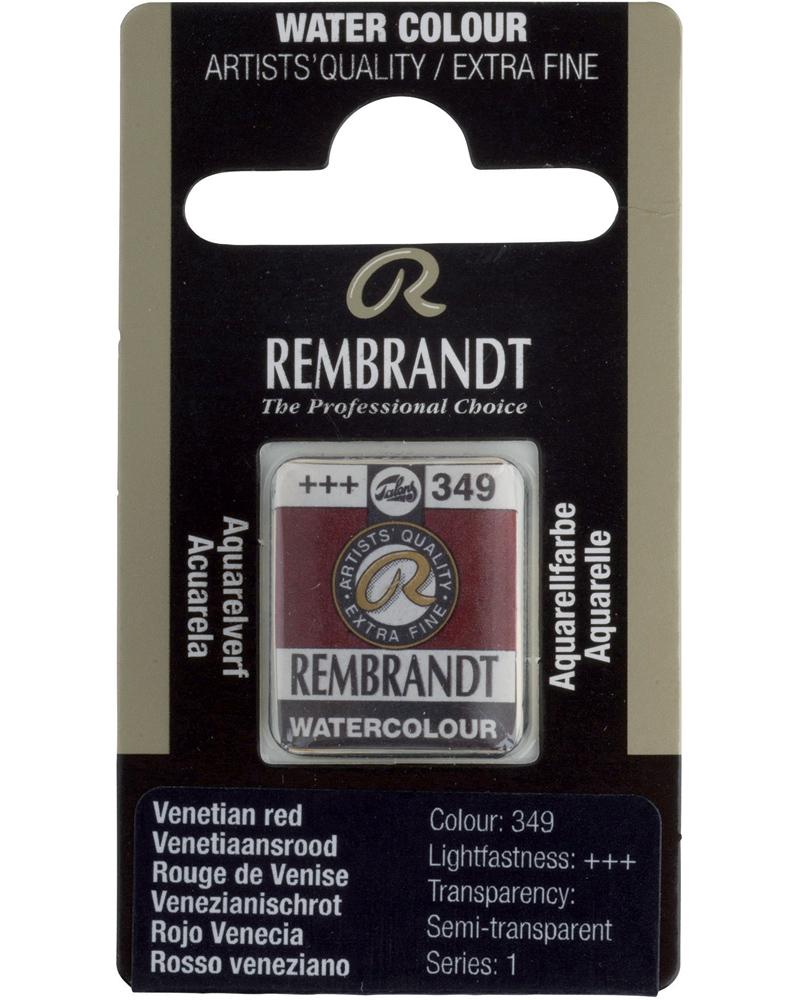 WATER COLOUR
ARTISTS' QUALITY / EXTRA FINE
R
REMBRANDT
The Professional Choice
+++ Talens 349
ARTISTS' QUALITY
R
EXTRA FINE
REMBRANDT
WATERCOLOUR
Aquarelverf
Acuarela
Aquarellfarbe
Aquarelle
Venetian red
Venetiaansrood
Rouge de Venise
Venezianischrot
Rojo Venecia
Rosso veneziano
Colour: 349
Lightfastness: +++
Transparency:
Semi-transparent
Series: 1